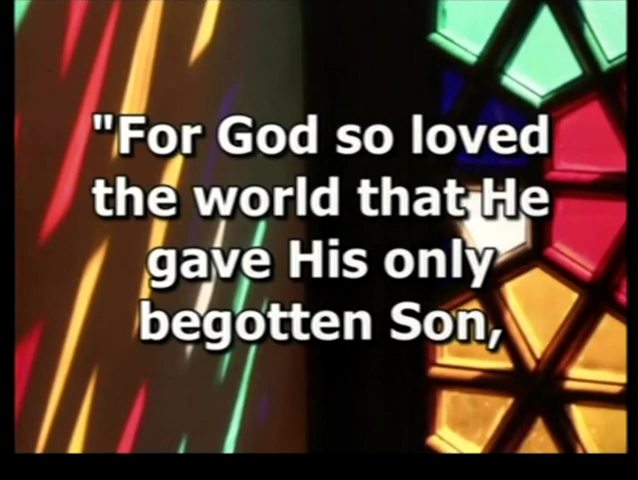 "For God so loved
the world that He
gave His only
begotten Son,